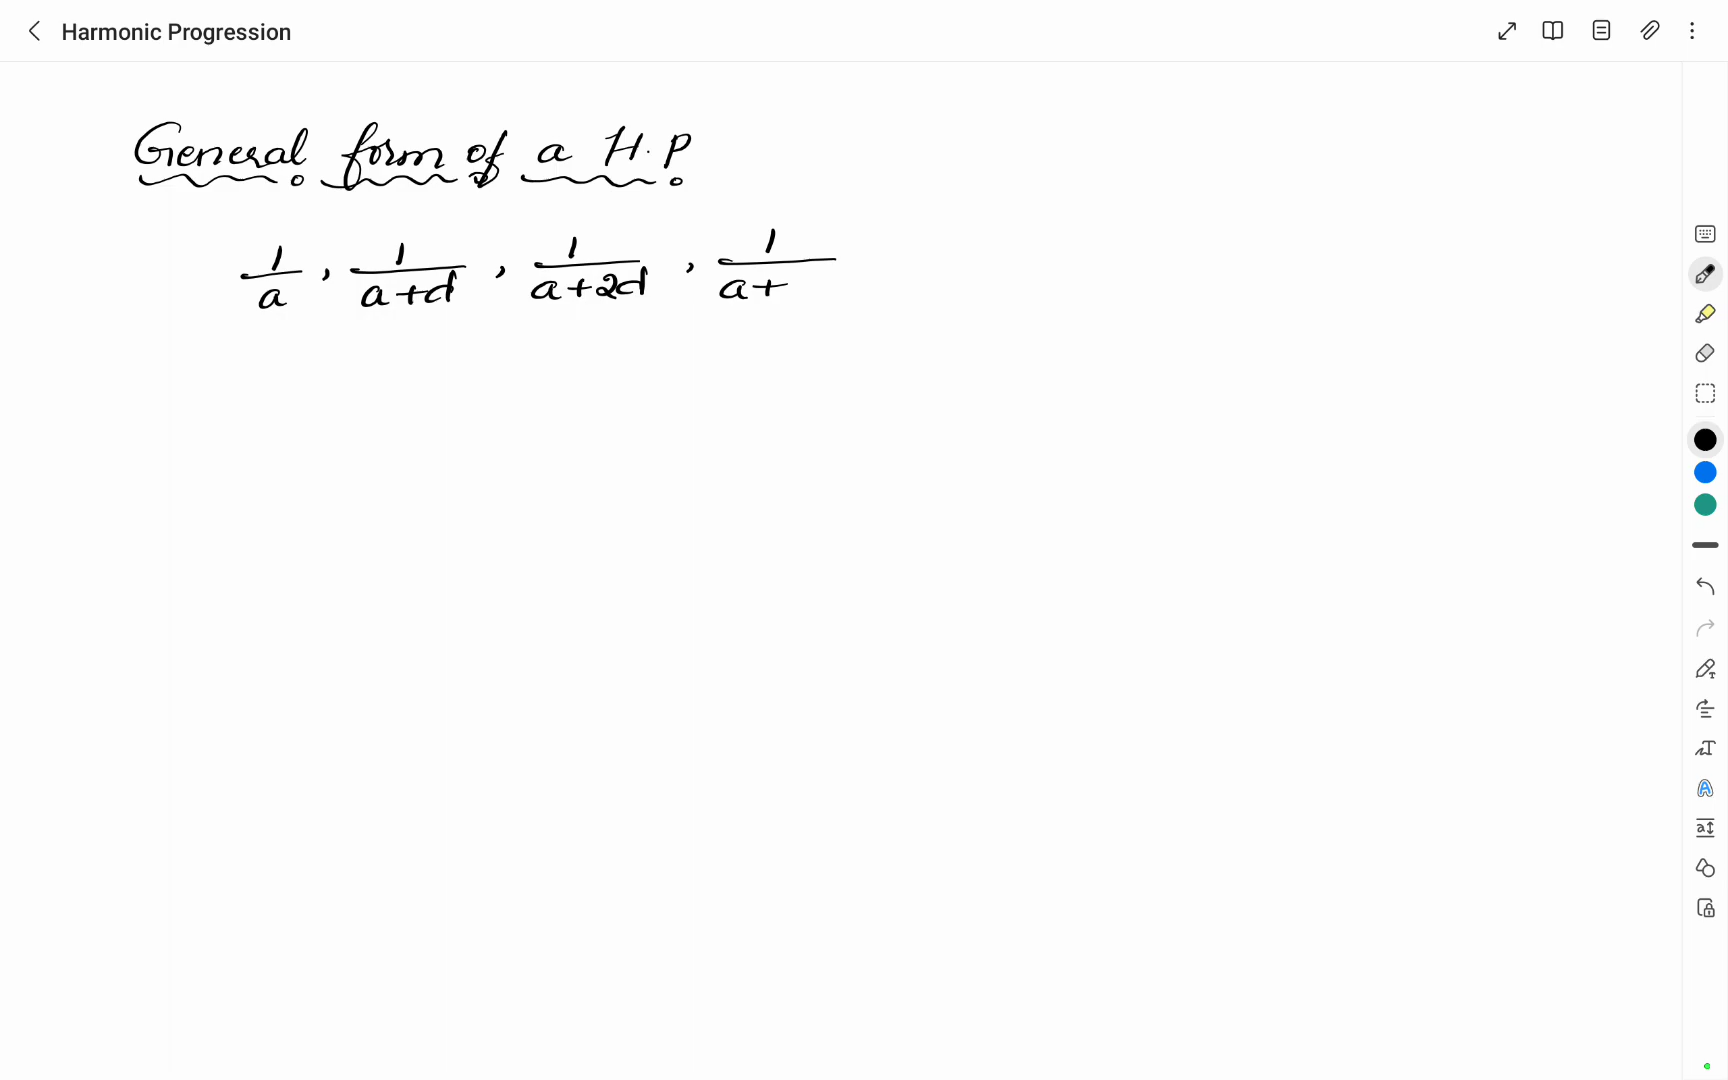 Harmonic Progression
General form of a H.P
1/a , 1/a+d , 1/a+2d , 1/a+